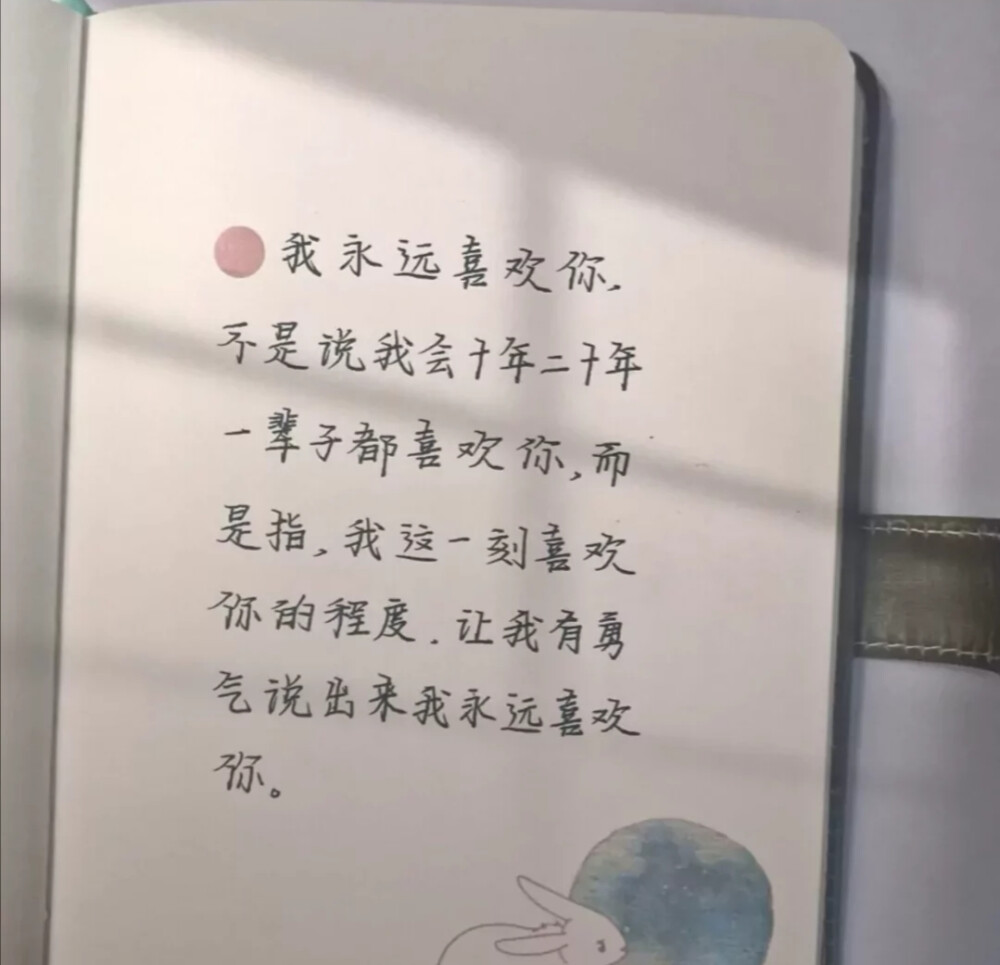 我永远喜欢你，
不是说我会十年二十年
一辈子都喜欢你，而
是指，我这一刻喜欢
你的程度，让我有勇
气说出来我永远喜欢
你。